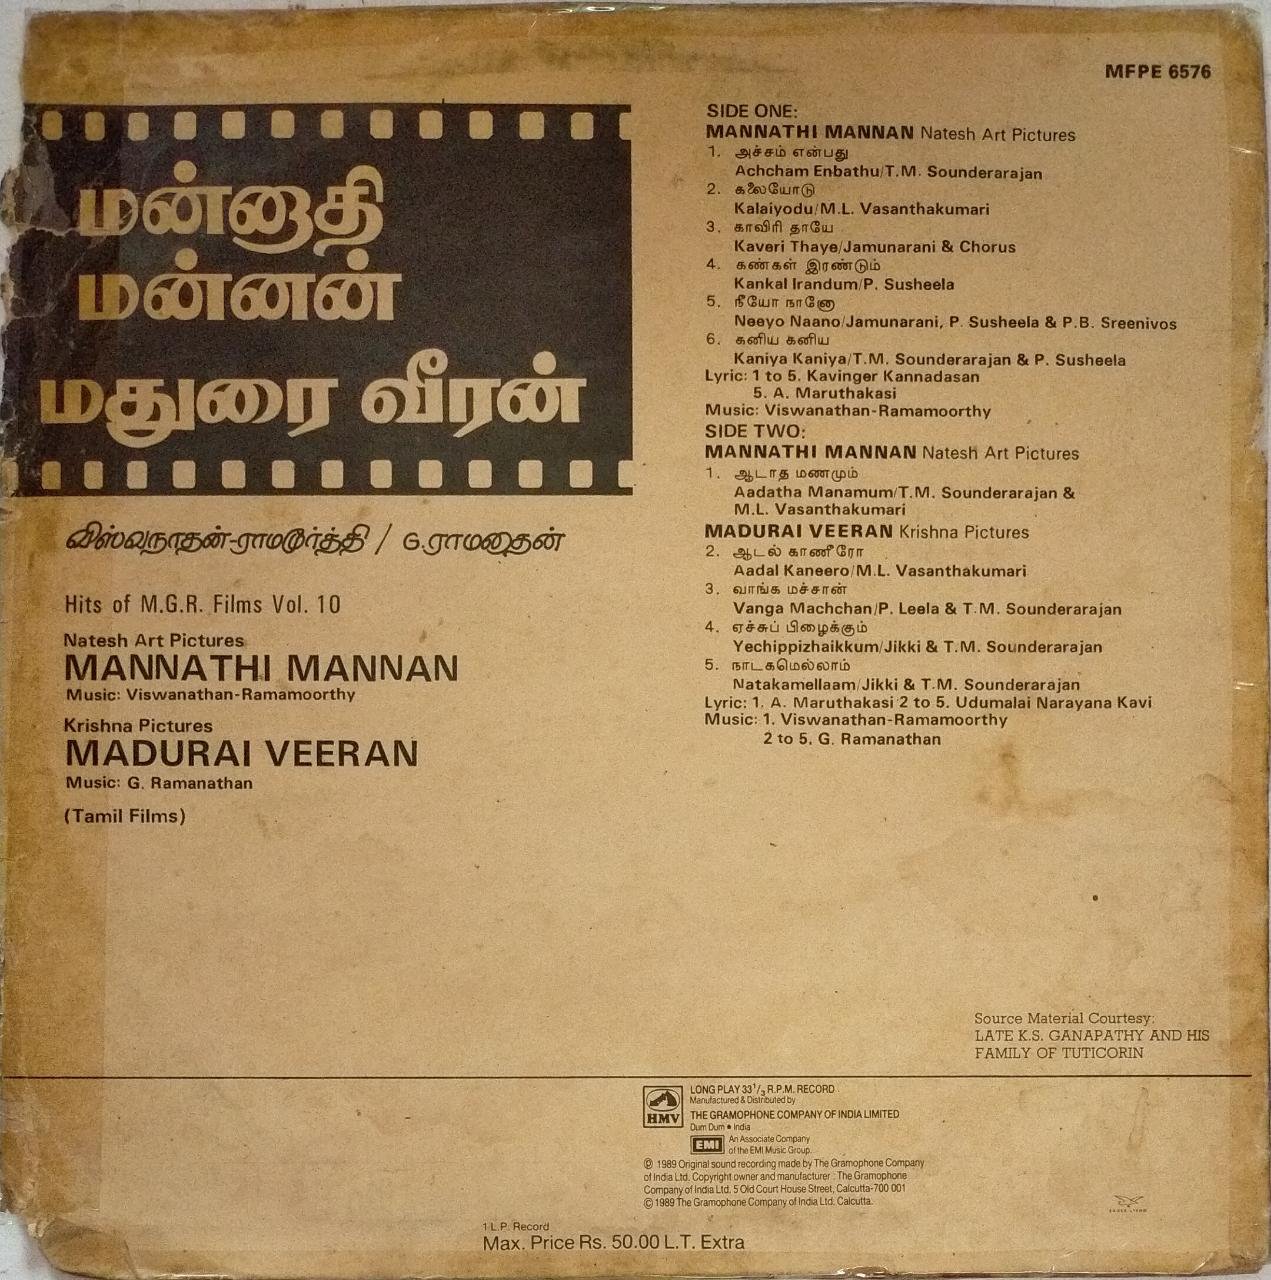 MFPE 6576
மன்னாதி
மன்னன்
மதுரை வீரன்
விஸ்வநாதன்-ராமமூர்த்தி / G.ராமனாதன்
Hits of M.G.R. Films Vol. 10
Natesh Art Pictures
MANNATHI MANNAN
Music: Viswanathan-Ramamoorthy
Krishna Pictures
MADURAI VEERAN
Music: G. Ramanathan
(Tamil Films)
SIDE ONE:
MANNATHI MANNAN Natesh Art Pictures
1. அச்சம் என்பது
Achcham Enbathu/T.M. Sounderarajan
2. கலையோடு
Kalaiyodu/M.L. Vasanthakumari
3. காவிரி தாயே
Kaveri Thaye/Jamunarani & Chorus
4. கண்கள் இரண்டும்
Kankal Irandum/P. Susheela
5. நீயோ நானோ
Neeyo Naano/Jamunarani, P. Susheela & P.B. Sreenivos
6. கனிய கனிய
Kaniya Kaniya/T.M. Sounderarajan & P. Susheela
Lyric: 1 to 5. Kavinger Kannadasan
5. A. Maruthakasi
Music: Viswanathan-Ramamoorthy
SIDE TWO:
MANNATHI MANNAN Natesh Art Pictures
1. ஆடாத மணமும்
Aadatha Manamum/T.M. Sounderarajan &
M.L. Vasanthakumari
MADURAI VEERAN Krishna Pictures
2. ஆடல் காணீரோ
Aadal Kaneero/M.L. Vasanthakumari
3. வாங்க மச்சான்
Vanga Machchan/P. Leela & T.M. Sounderarajan
4. ஏச்சுப் பிழைக்கும்
Yechippizhaikkum/Jikki & T.M. Sounderarajan
5. நாடகமெல்லாம்
Natakamellaam/Jikki & T.M. Sounderarajan
Lyric: 1. A. Maruthakasi 2 to 5. Udumalai Narayana Kavi
Music: 1. Viswanathan-Ramamoorthy
2 to 5. G. Ramanathan
Source Material Courtesy:
LATE K.S. GANAPATHY AND HIS
FAMILY OF TUTICORIN
HMV
LONG PLAY 33 1/3 R.P.M. RECORD
Manufactured & Distributed by
THE GRAMOPHONE COMPANY OF INDIA LIMITED
Dum Dum • India
EMI An Associate Company
of the EMI Music Group.
℗ 1989 Original sound recording made by The Gramophone Company
of India Ltd. Copyright owner and manufacturer : The Gramophone
Company of India Ltd. 5 Old Court House Street, Calcutta-700 001
© 1989 The Gramophone Company of India Ltd. Calcutta.
1 L.P. Record
Max. Price Rs. 50.00 L.T. Extra